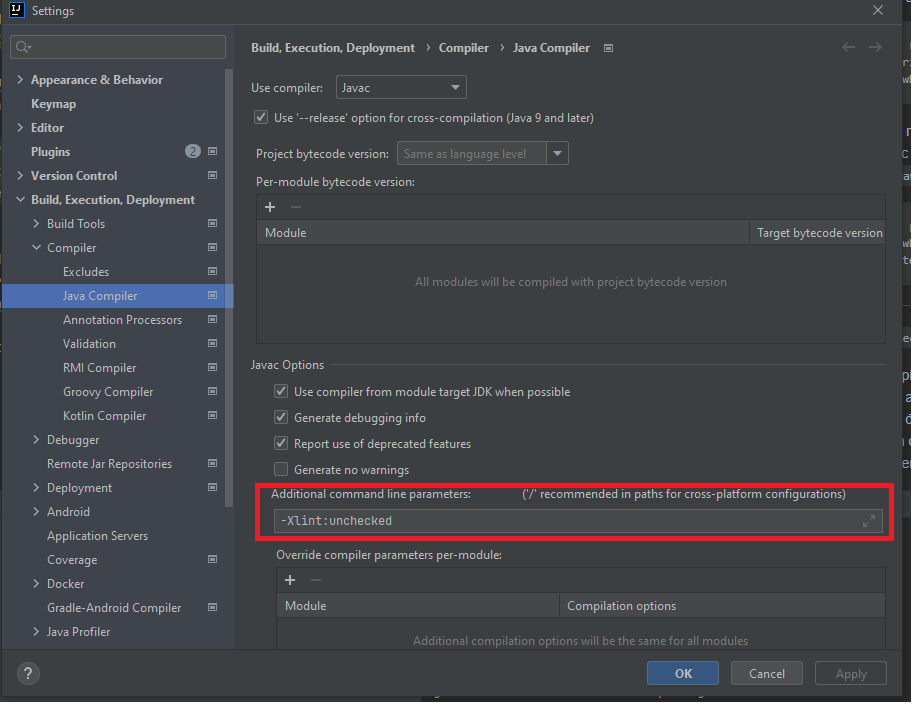 IJ Settings
Build, Execution, Deployment › Compiler › Java Compiler
Appearance & Behavior
Keymap
Editor
Plugins 2
Version Control
Build, Execution, Deployment
Build Tools
Compiler
Excludes
Java Compiler
Annotation Processors
Validation
RMI Compiler
Groovy Compiler
Kotlin Compiler
Debugger
Remote Jar Repositories
Deployment
Android
Application Servers
Coverage
Docker
Gradle-Android Compiler
Java Profiler
Use compiler: Javac
Use '--release' option for cross-compilation (Java 9 and later)
Project bytecode version: Same as language level
Per-module bytecode version:
Module Target bytecode version
All modules will be compiled with project bytecode version
Javac Options
Use compiler from module target JDK when possible
Generate debugging info
Report use of deprecated features
Generate no warnings
Additional command line parameters: ('/' recommended in paths for cross-platform configurations)
-Xlint:unchecked
Override compiler parameters per-module:
Module Compilation options
Additional compilation options will be the same for all modules
? OK Cancel Apply